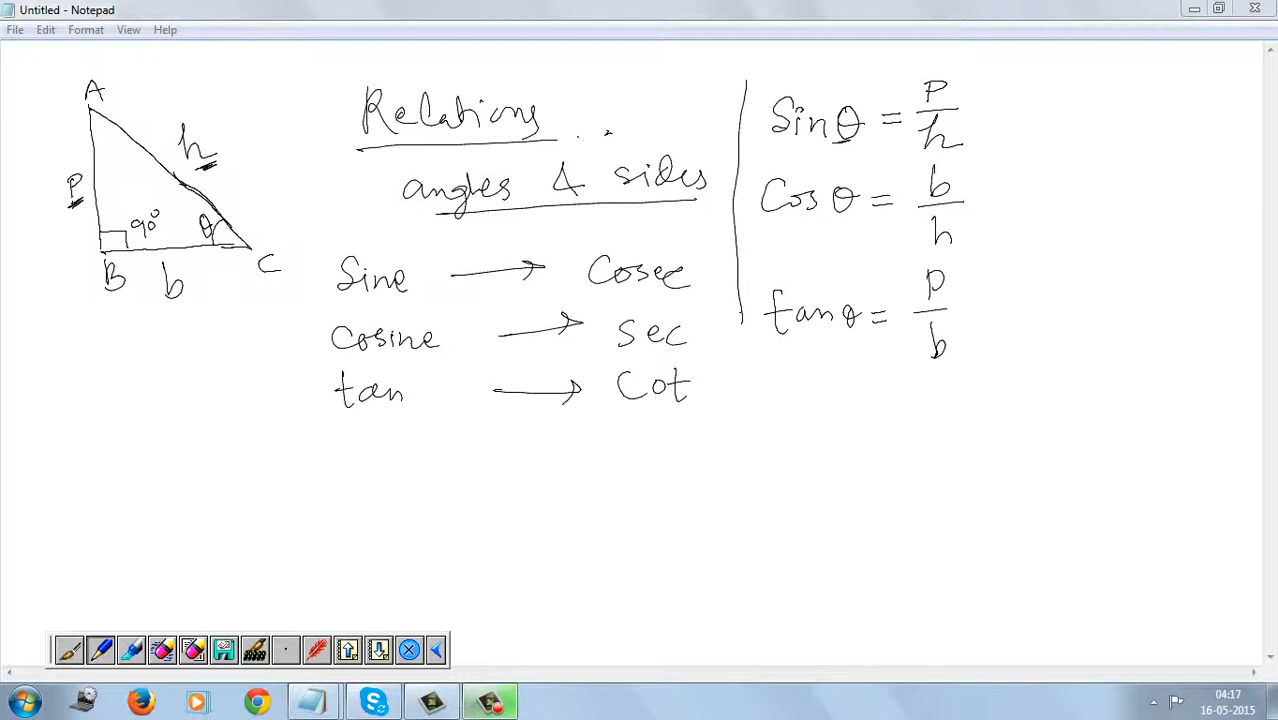 Untitled - Notepad
File Edit Format View Help
A
h
P
90°
θ
B
b
C
Relations
angles & sides
Sine → Cosec
cosine → sec
tan → Cot
Sinθ = P/h
Cosθ = b/h
tanθ = P/b
04:17
16-05-2015